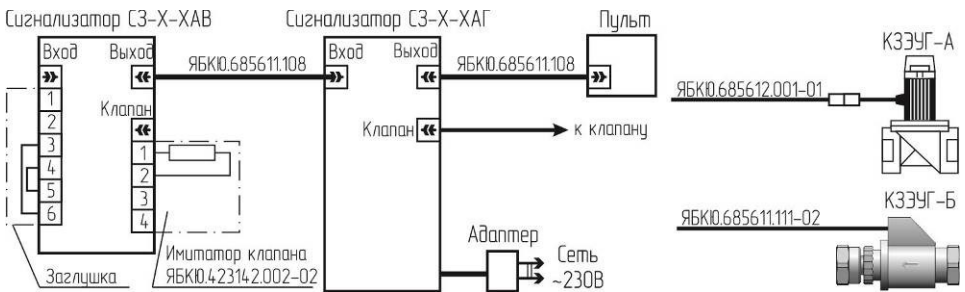 Сигнализатор СЗ-Х-ХАВ
Сигнализатор СЗ-Х-ХАГ
Пульт
Вход
Выход
1
2
3
4
5
6
Клапан
1
2
3
4
Заглушка
Имитатор клапана
ЯБКЮ.423142.002-02
ЯБКЮ.685611.108
Вход
Выход
Клапан
ЯБКЮ.685611.108
к клапану
Адаптер
Сеть
~230В
КЗЭУГ-А
ЯБКЮ.685612.001-01
КЗЭУГ-Б
ЯБКЮ.685611.111-02